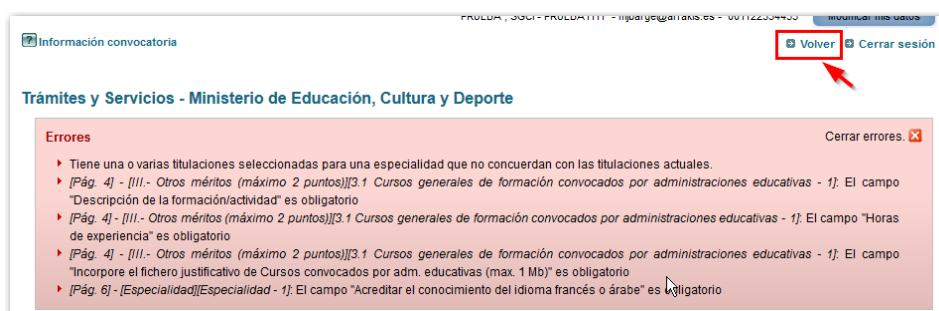 Información convocatoria
Volver Cerrar sesión
Trámites y Servicios - Ministerio de Educación, Cultura y Deporte
Errores Cerrar errores.
Tiene una o varias titulaciones seleccionadas para una especialidad que no concuerdan con las titulaciones actuales.
[Pág. 4] - [III.- Otros méritos (máximo 2 puntos)][3.1 Cursos generales de formación convocados por administraciones educativas - 1]: El campo
"Descripción de la formación/actividad" es obligatorio
[Pág. 4] - [III.- Otros méritos (máximo 2 puntos)][3.1 Cursos generales de formación convocados por administraciones educativas - 1]: El campo "Horas
de experiencia" es obligatorio
[Pág. 4] - [III.- Otros méritos (máximo 2 puntos)][3.1 Cursos generales de formación convocados por administraciones educativas - 1]: El campo
"Incorpore el fichero justificativo de Cursos convocados por adm. educativas (max. 1 Mb)" es obligatorio
[Pág. 6] - [Especialidad][Especialidad - 1]: El campo "Acreditar el conocimiento del idioma francés o árabe" es obligatorio